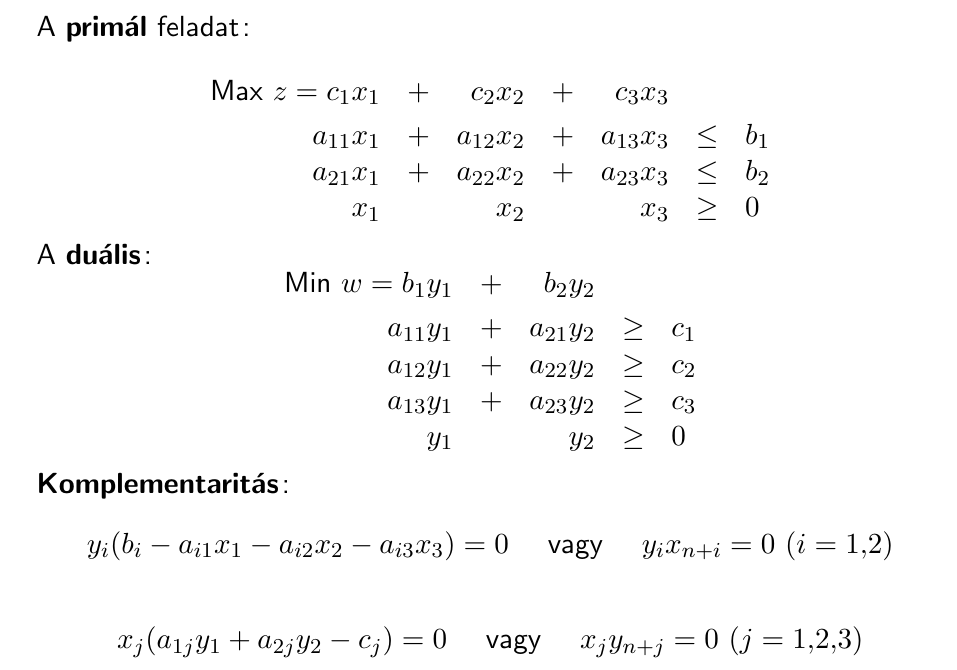 A primál feladat:
Max z = c₁x₁ + c₂x₂ + c₃x₃
a₁₁x₁ + a₁₂x₂ + a₁₃x₃ ≤ b₁
a₂₁x₁ + a₂₂x₂ + a₂₃x₃ ≤ b₂
x₁ x₂ x₃ ≥ 0
A duális:
Min w = b₁y₁ + b₂y₂
a₁₁y₁ + a₂₁y₂ ≥ c₁
a₁₂y₁ + a₂₂y₂ ≥ c₂
a₁₃y₁ + a₂₃y₂ ≥ c₃
y₁ y₂ ≥ 0
Komplementaritás:
yᵢ(bᵢ − aᵢ₁x₁ − aᵢ₂x₂ − aᵢ₃x₃) = 0 vagy yᵢxₙ₊ᵢ = 0 (i = 1,2)
xⱼ(a₁ⱼy₁ + a₂ⱼy₂ − cⱼ) = 0 vagy xⱼyₙ₊ⱼ = 0 (j = 1,2,3)